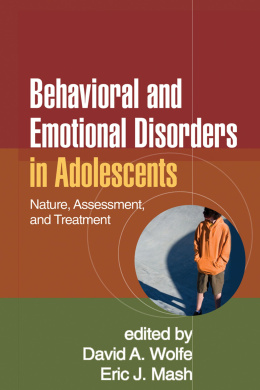 Behavioral and
Emotional Disorders
in Adolescents
Nature, Assessment,
and Treatment
edited by
David A. Wolfe
Eric J. Mash